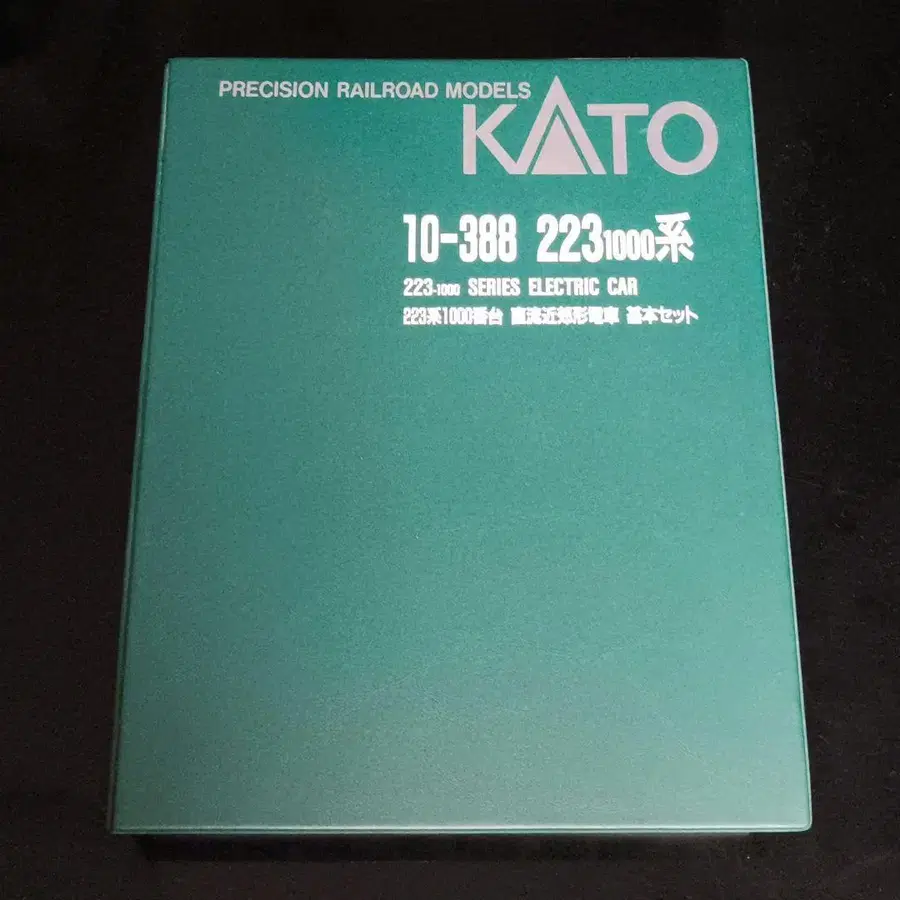 PRECISION RAILROAD MODELS
KATO
10-388 223 1000系
223-1000 SERIES ELECTRIC CAR
223系1000番台 直流近郊形電車 基本セット